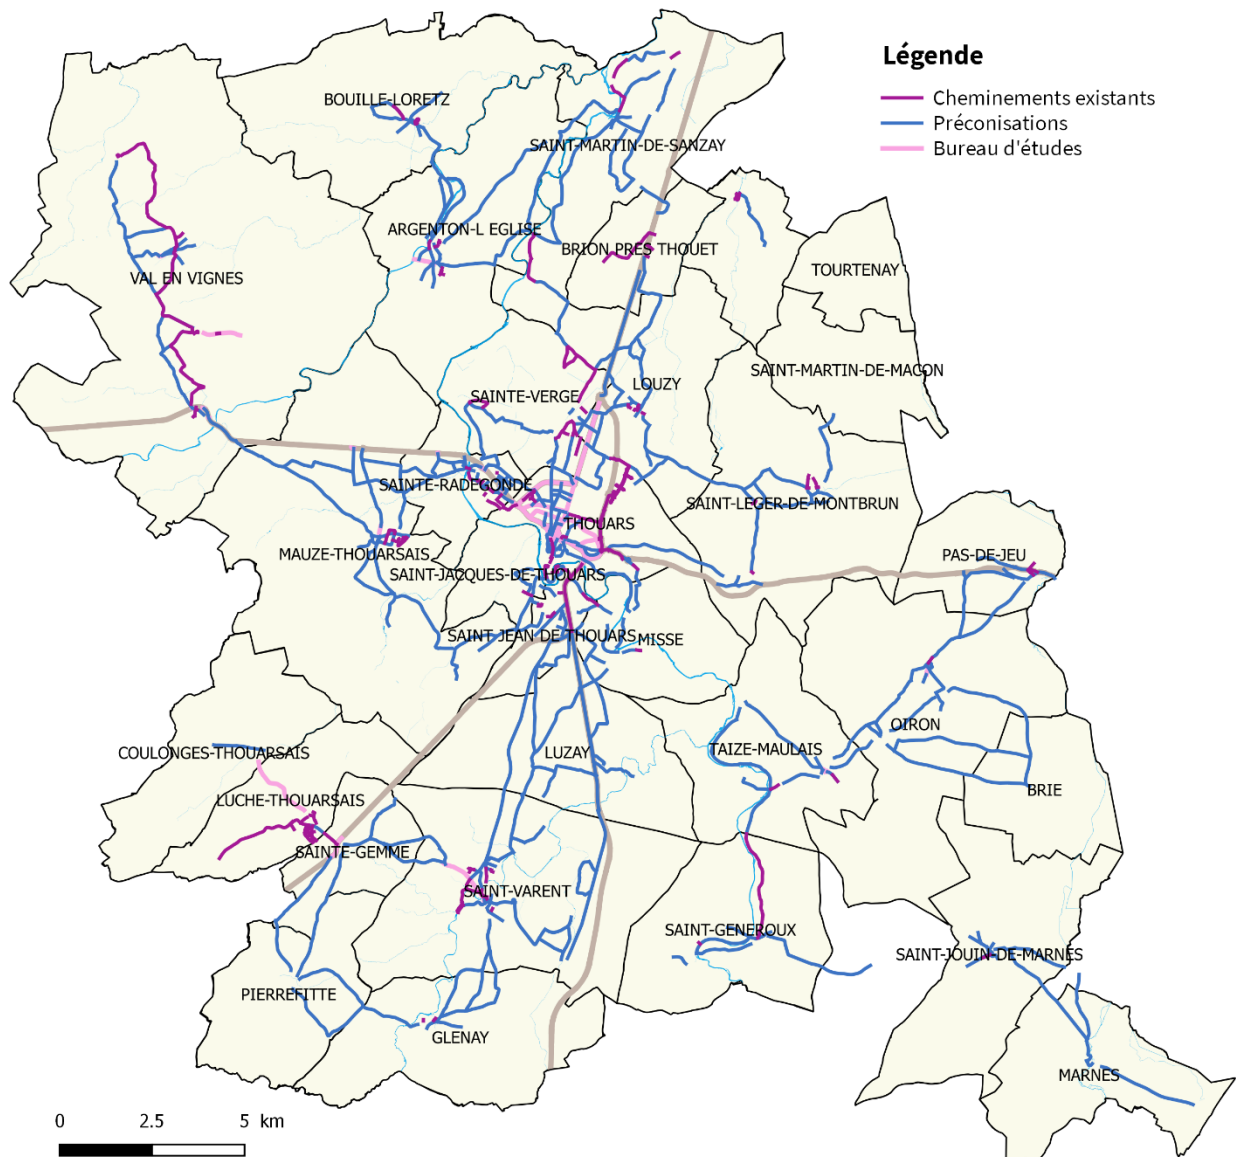 Légende
Cheminements existants
Préconisations
Bureau d'études
BOUILLE-LORETZ
SAINT-MARTIN-DE-SANZAY
ARGENTON-L EGLISE
BRION PRES THOUET
TOURTENAY
VAL EN VIGNES
SAINT-MARTIN-DE-MACON
LOUZY
SAINTE-VERGE
SAINTE-RADEGONDE
SAINT-LEGER-DE-MONTBRUN
THOUARS
MAUZE-THOUARSAIS
PAS-DE-JEU
SAINT-JACQUES-DE-THOUARS
SAINT JEAN DE THOUARS
MISSE
OIRON
COULONGES-THOUARSAIS
LUZAY
TAIZE-MAULAIS
BRIE
LUCHE-THOUARSAIS
SAINTE-GEMME
SAINT-VARENT
SAINT-GENEROUX
SAINT-JOUIN-DE-MARNES
PIERREFITTE
GLENAY
MARNES
0 2.5 5 km